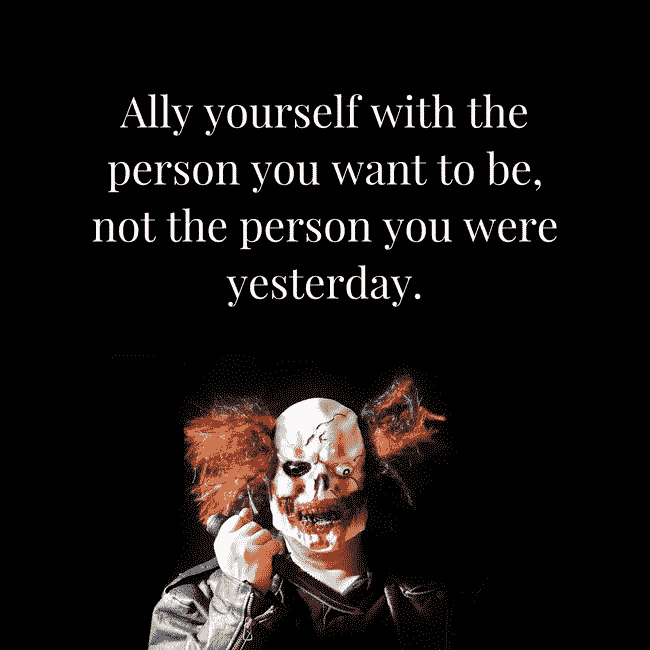 Ally yourself with the
person you want to be,
not the person you were
yesterday.